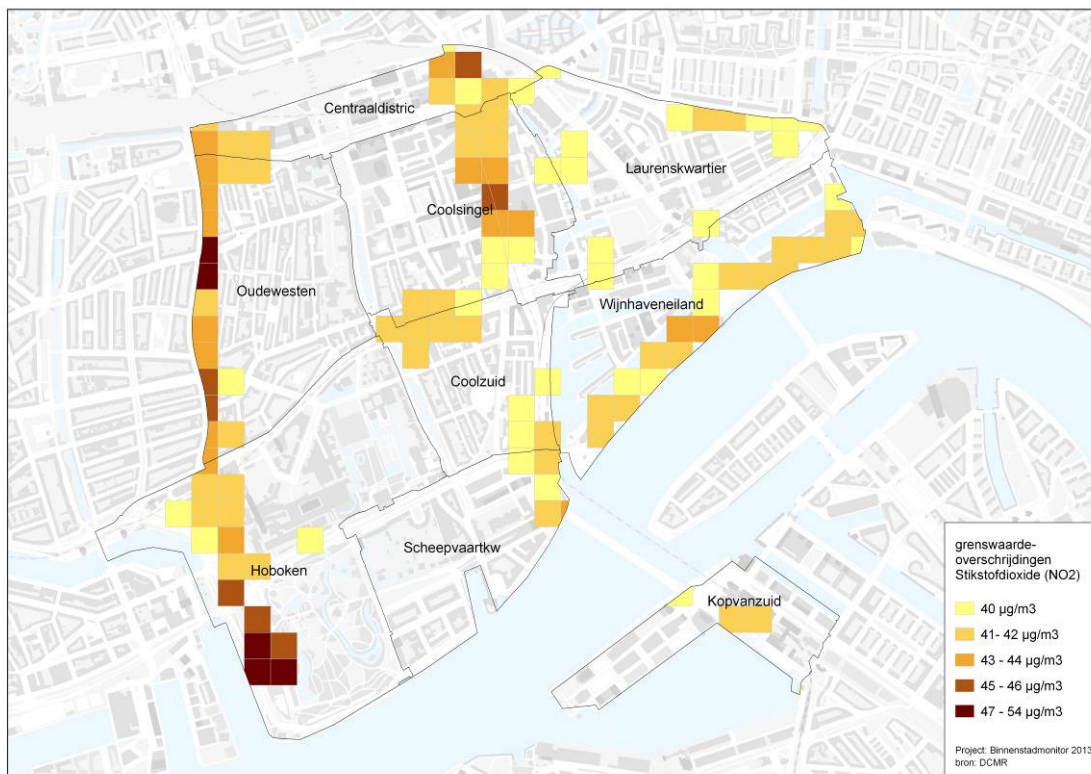 Centraaldistric
Laurenskwartier
Coolsingel
Oudewesten
Wijnhaveneiland
Coolzuid
Scheepvaartkw
Hoboken
Kopvanzuid
grenswaarde-
overschrijdingen
Stikstofdioxide (NO2)
40 µg/m3
41- 42 µg/m3
43 - 44 µg/m3
45 - 46 µg/m3
47 - 54 µg/m3
Project: Binnenstadmonitor 2013
bron: DCMR